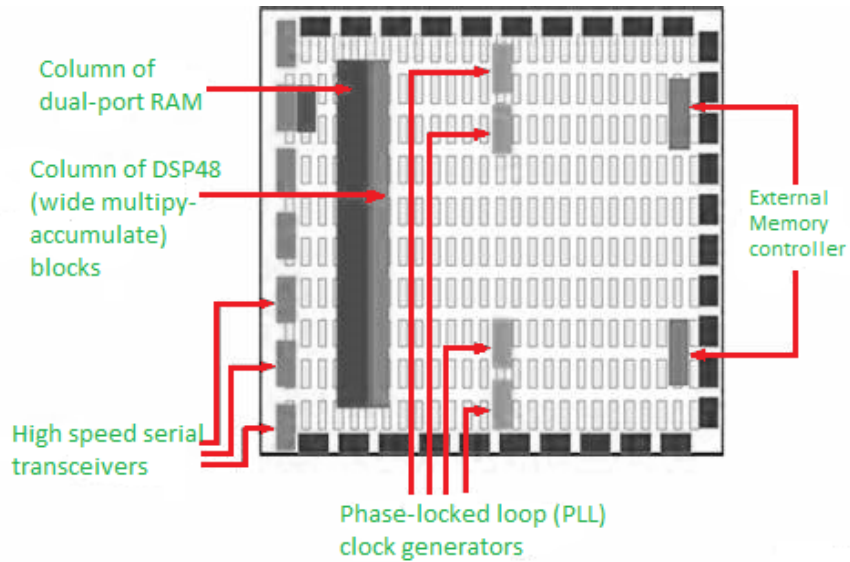 Column of
dual-port RAM
Column of DSP48
(wide multipy-
accumulate)
blocks
External
Memory
controller
High speed serial
transceivers
Phase-locked loop (PLL)
clock generators